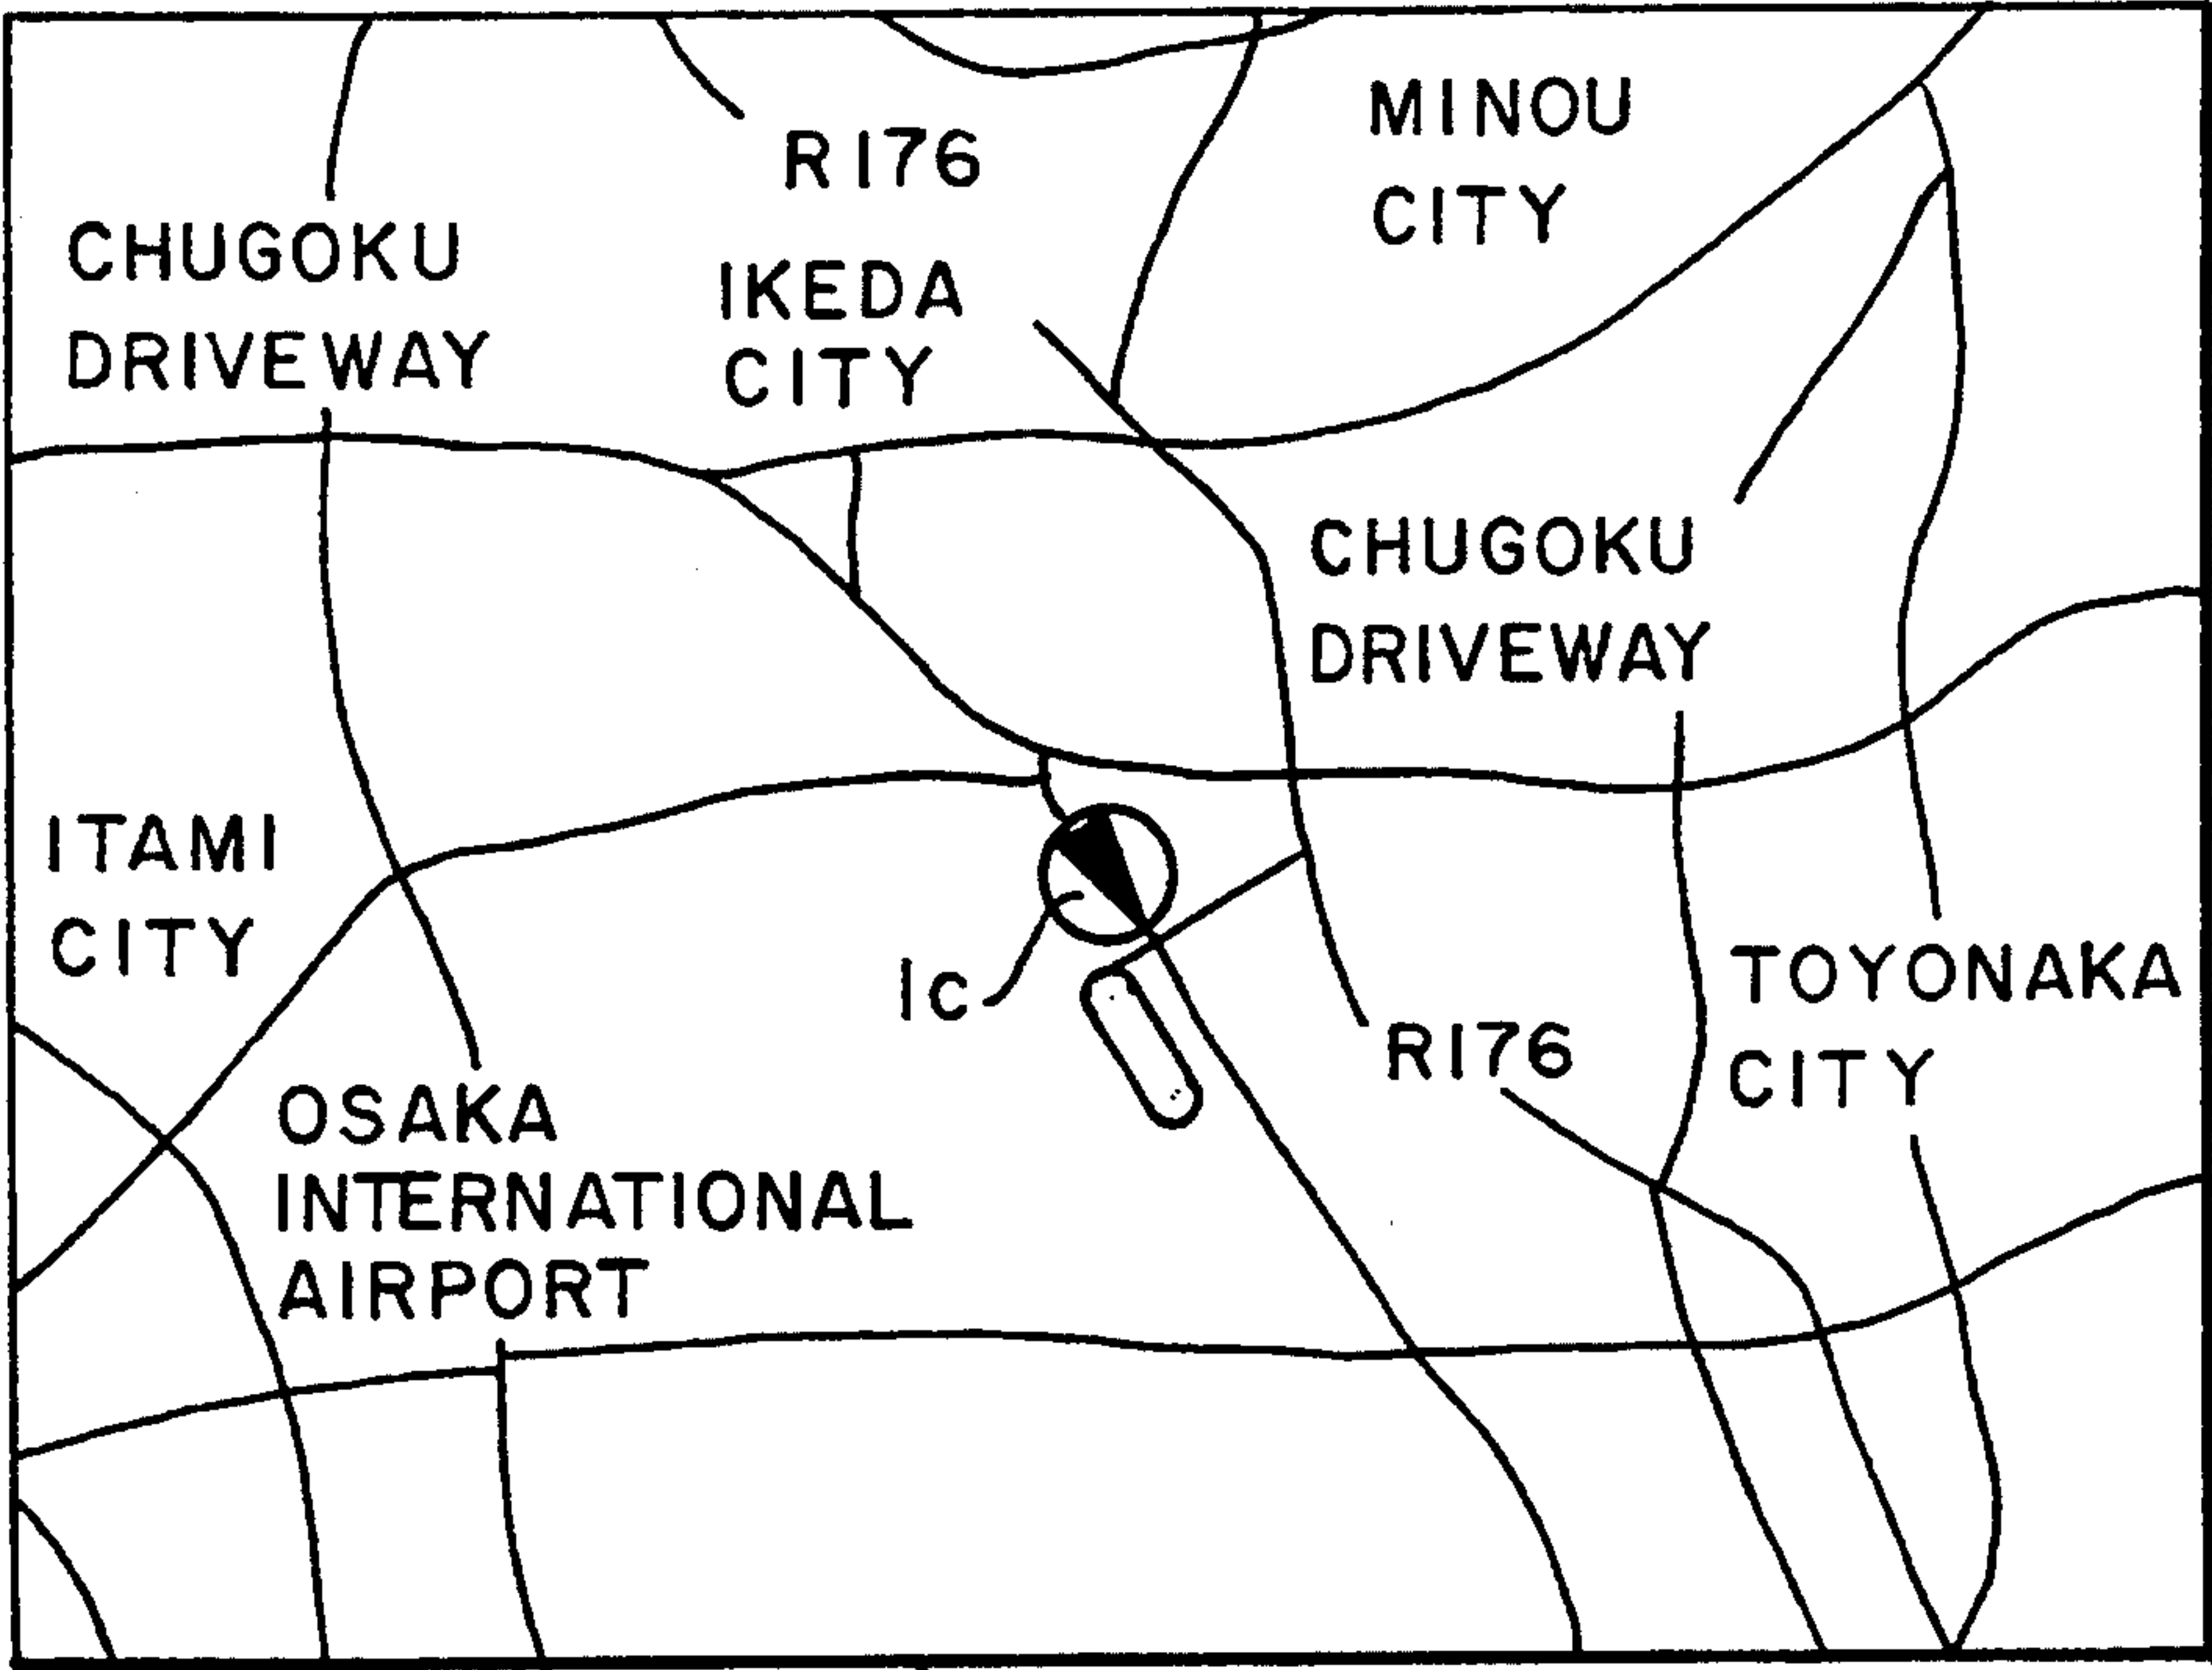 MINOU
CITY
R176
CHUGOKU
DRIVEWAY
IKEDA
CITY
CHUGOKU
DRIVEWAY
ITAMI
CITY
1c
R176
TOYONAKA
CITY
OSAKA
INTERNATIONAL
AIRPORT